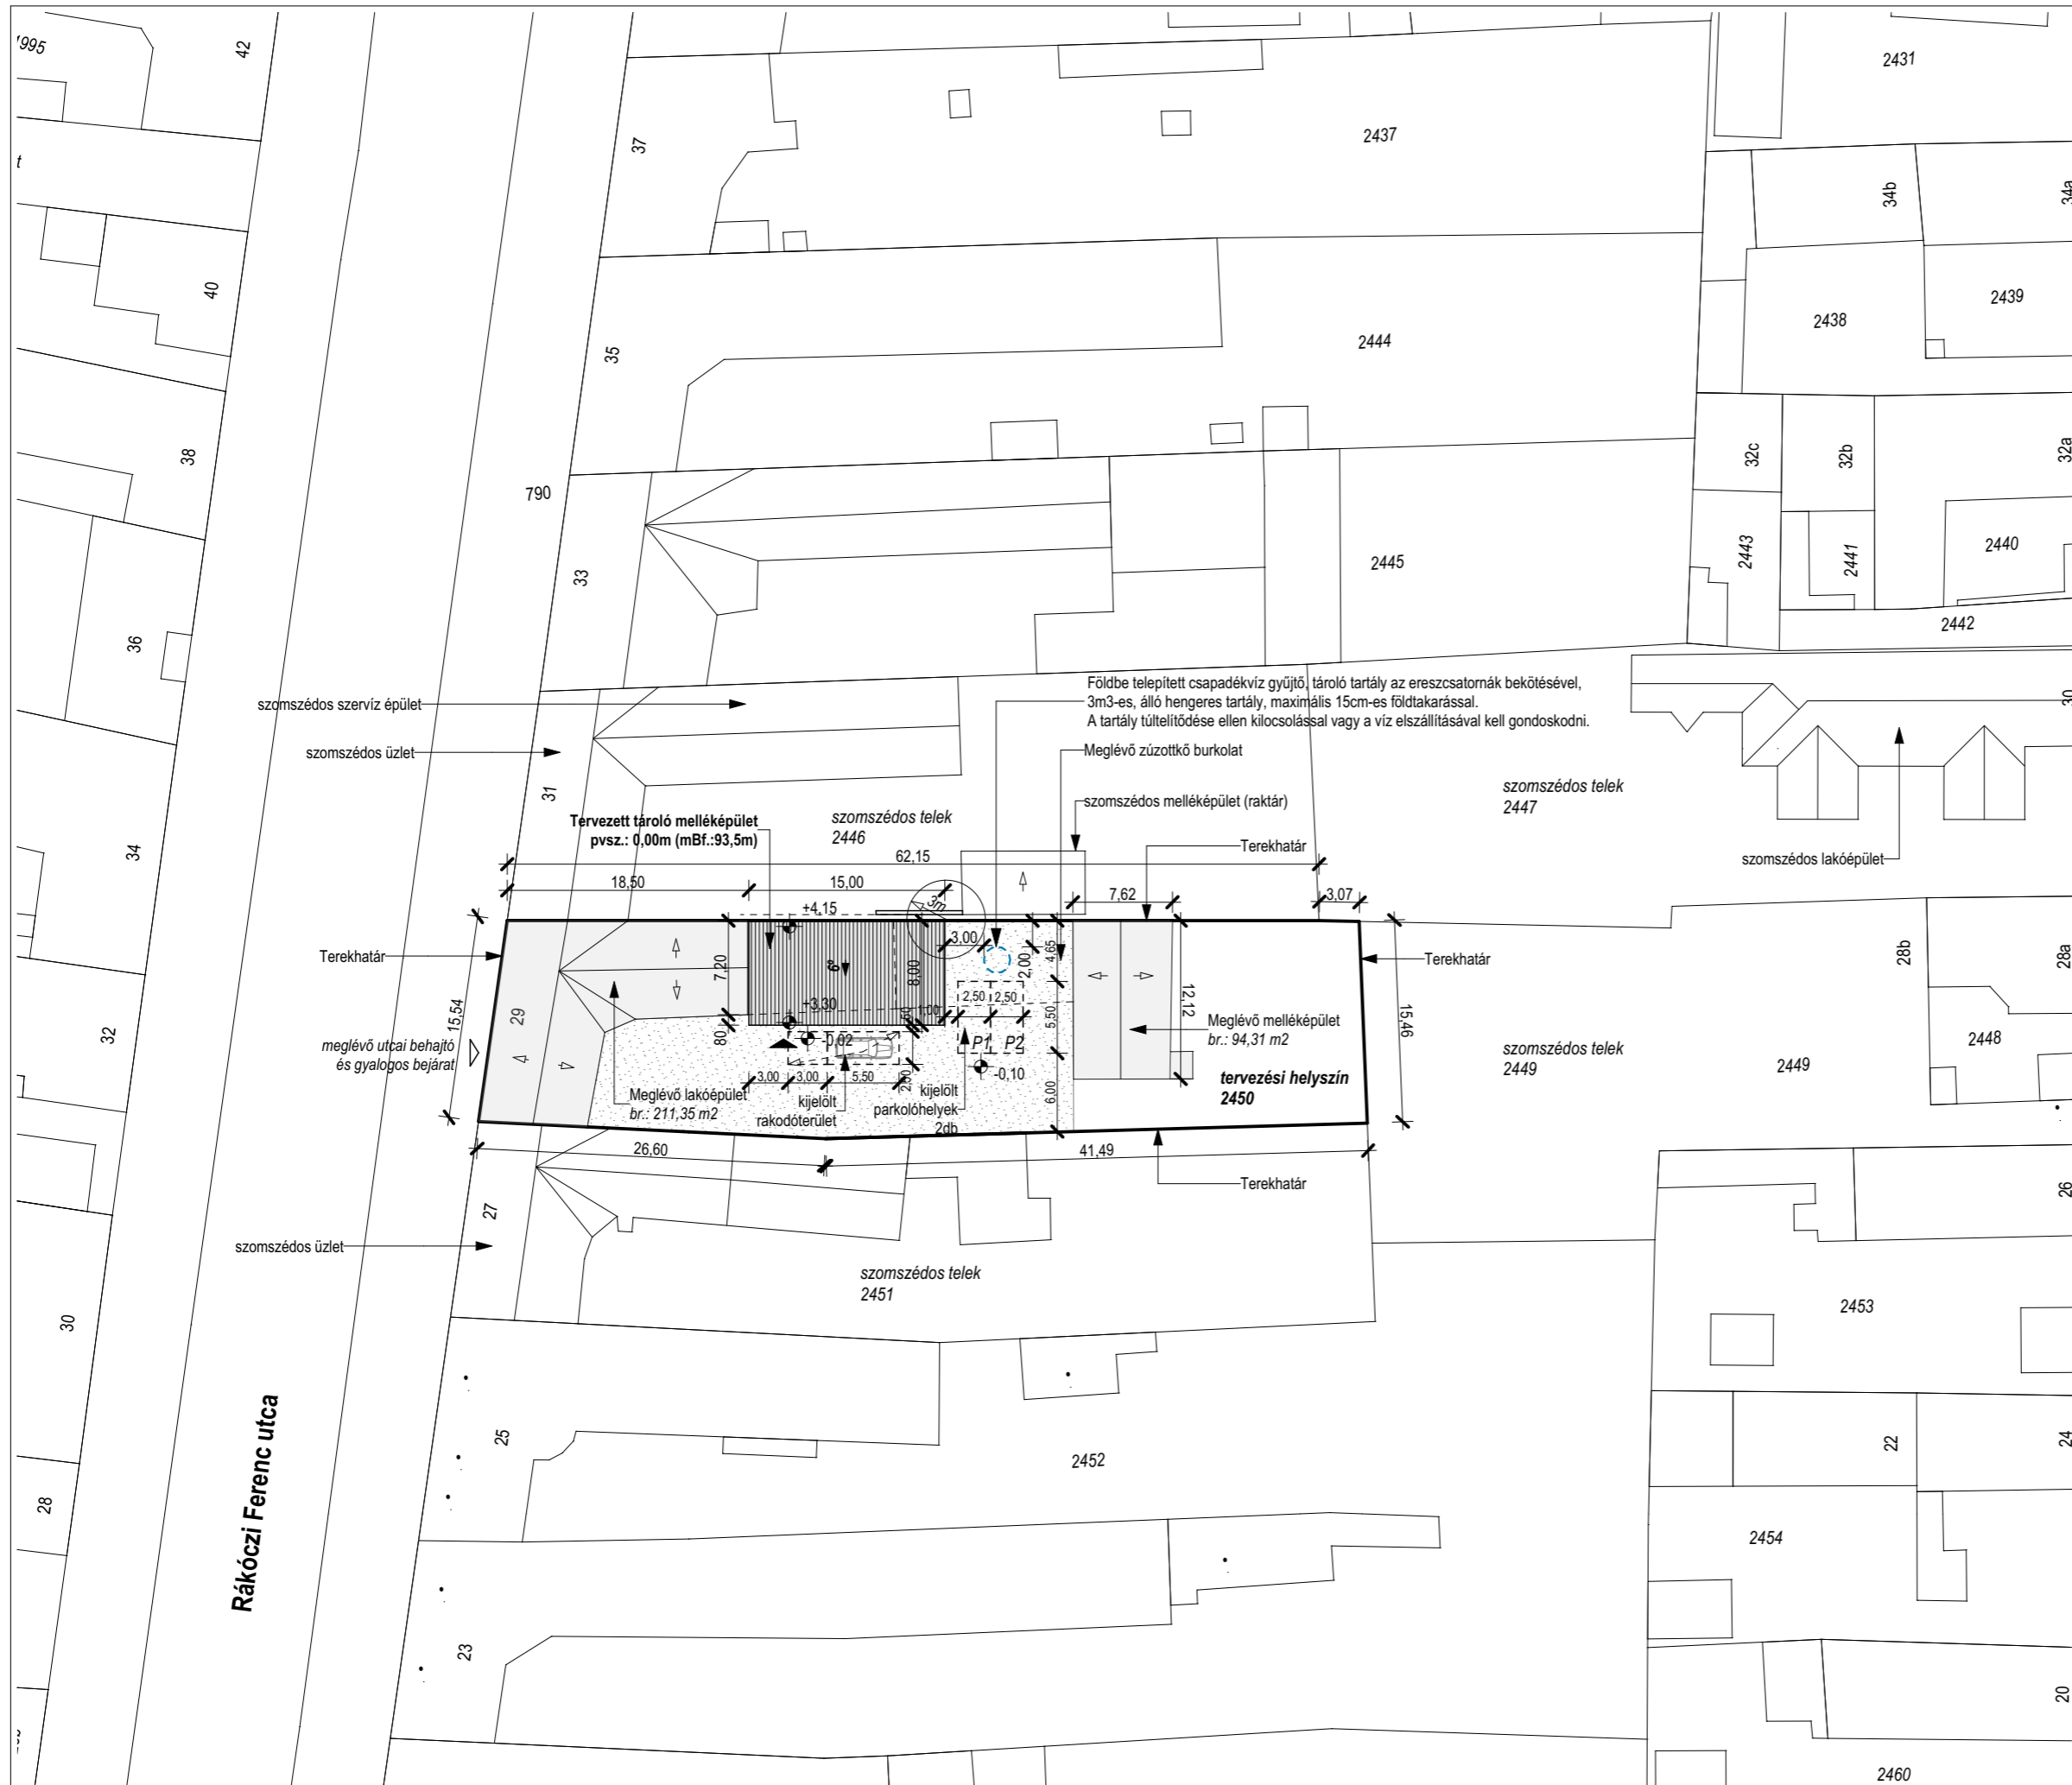 1995
42
37
2437
2431
34b
34a
40
35
2444
2438
2439
38
790
33
2445
32c
32b
32a
2443
2441
2440
2442
36
szomszédos szervíz épület
szomszédos üzlet
31
Földbe telepített csapadékvíz gyűjtő, tároló tartály az ereszcsatornák bekötésével,
3m3-es, álló hengeres tartály, maximális 15cm-es földtakarással.
A tartály túltelítődése ellen kilocsolással vagy a víz elszállításával kell gondoskodni.
Meglévő zúzottkő burkolat
szomszédos melléképület (raktár)
30
szomszédos telek
2447
szomszédos lakóépület
34
Tervezett tároló melléképület
pvsz.: 0,00m (mBf.:93,5m)
szomszédos telek
2446
62,15
Terekhatár
18,50
15,00
7,62
3,07
3m
+4,15
3,00
4,65
2,00
8,00
7,20
6°
+3,30
1,00
80
2,50
2,50
5,50
12,12
15,46
Terekhatár
Terekhatár
15,54
29
28b
28a
32
meglévő utcai behajtó
és gyalogos bejárat
-0,02
P1
P2
-0,10
Meglévő melléképület
br.: 94,31 m2
szomszédos telek
2449
2449
2448
3,00
3,00
5,50
6,00
Meglévő lakóépület
br.: 211,35 m2
kijelölt
rakodóterület
kijelölt
parkolóhelyek
2db
tervezési helyszín
2450
26,60
41,49
Terekhatár
27
26
szomszédos üzlet
szomszédos telek
2451
2453
30
Rákóczi Ferenc utca
25
2452
22
24
28
2454
23
20
2460